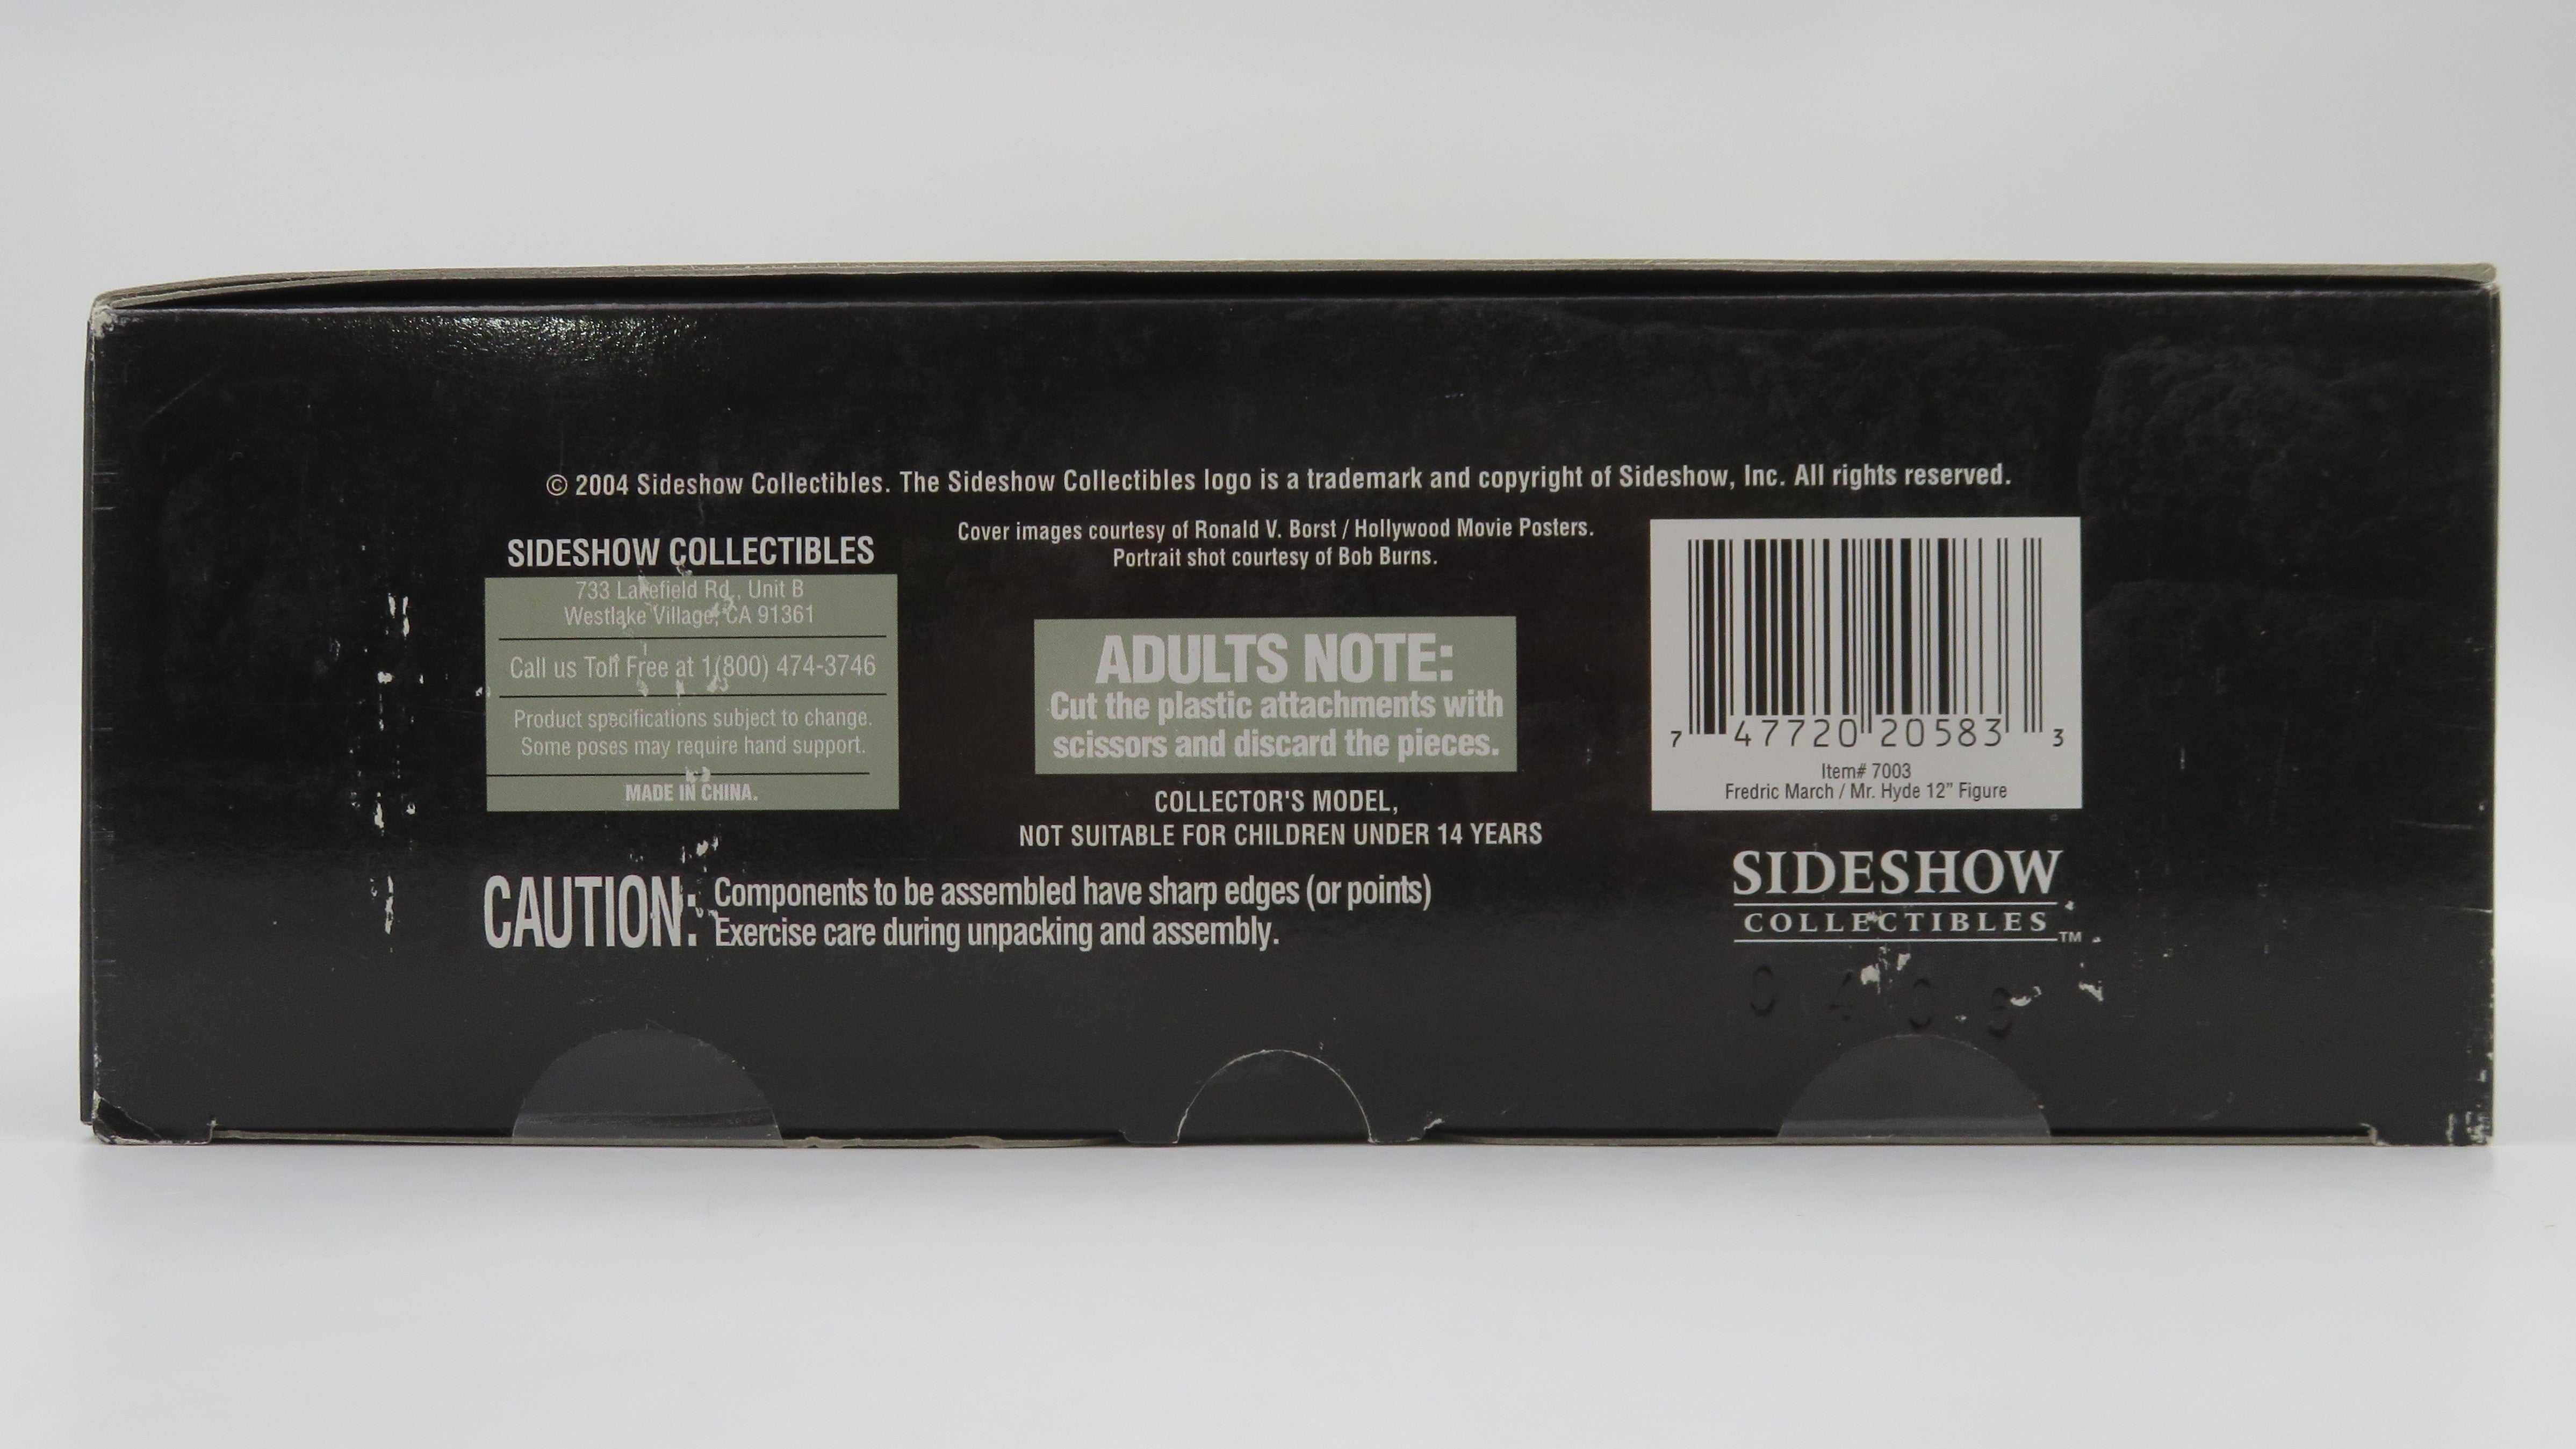 © 2004 Sideshow Collectibles. The Sideshow Collectibles logo is a trademark and copyright of Sideshow, Inc. All rights reserved.
SIDESHOW COLLECTIBLES
733 Lakefield Rd., Unit B
Westlake Village, CA 91361
Call us Toll Free at 1(800) 474-3746
Product specifications subject to change.
Some poses may require hand support.
MADE IN CHINA.
Cover images courtesy of Ronald V. Borst / Hollywood Movie Posters.
Portrait shot courtesy of Bob Burns.
ADULTS NOTE:
Cut the plastic attachments with
scissors and discard the pieces.
COLLECTOR'S MODEL,
NOT SUITABLE FOR CHILDREN UNDER 14 YEARS
CAUTION: Components to be assembled have sharp edges (or points)
Exercise care during unpacking and assembly.
7 47720 20583 3
Item# 7003
Fredric March / Mr. Hyde 12” Figure
SIDESHOW
COLLECTIBLES TM